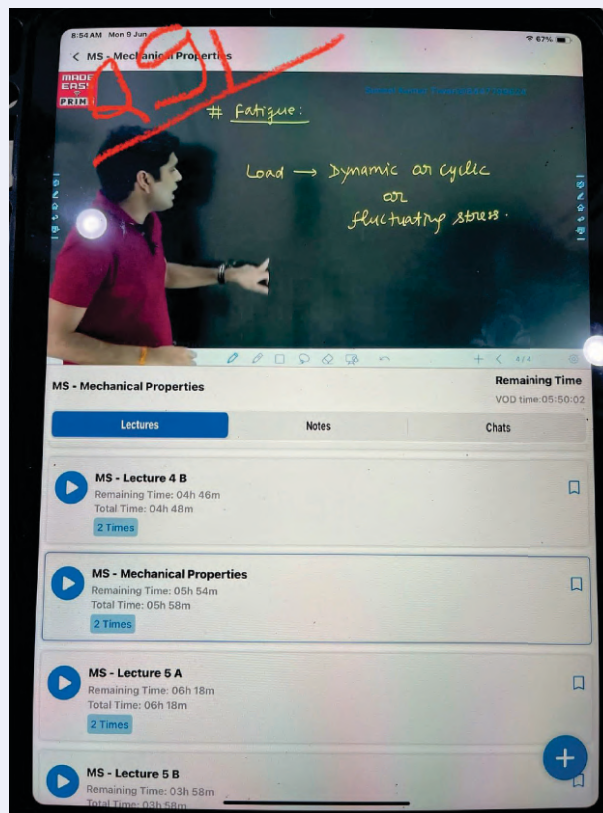 8:54 AM Mon 9 Jun
67%
< MS - Mechanical Properties
MADE
EASY
PRIME
# Fatigue:
Load → Dynamic or cyclic
or
fluctuating stress.
MS - Mechanical Properties
Remaining Time
VOD time:05:50:02
Lectures
Notes
Chats
MS - Lecture 4 B
Remaining Time: 04h 46m
Total Time: 04h 48m
2 Times
MS - Mechanical Properties
Remaining Time: 05h 54m
Total Time: 05h 58m
2 Times
MS - Lecture 5 A
Remaining Time: 06h 18m
Total Time: 06h 18m
2 Times
+
MS - Lecture 5 B
Remaining Time: 03h 58m
Total Time: 03h 58m